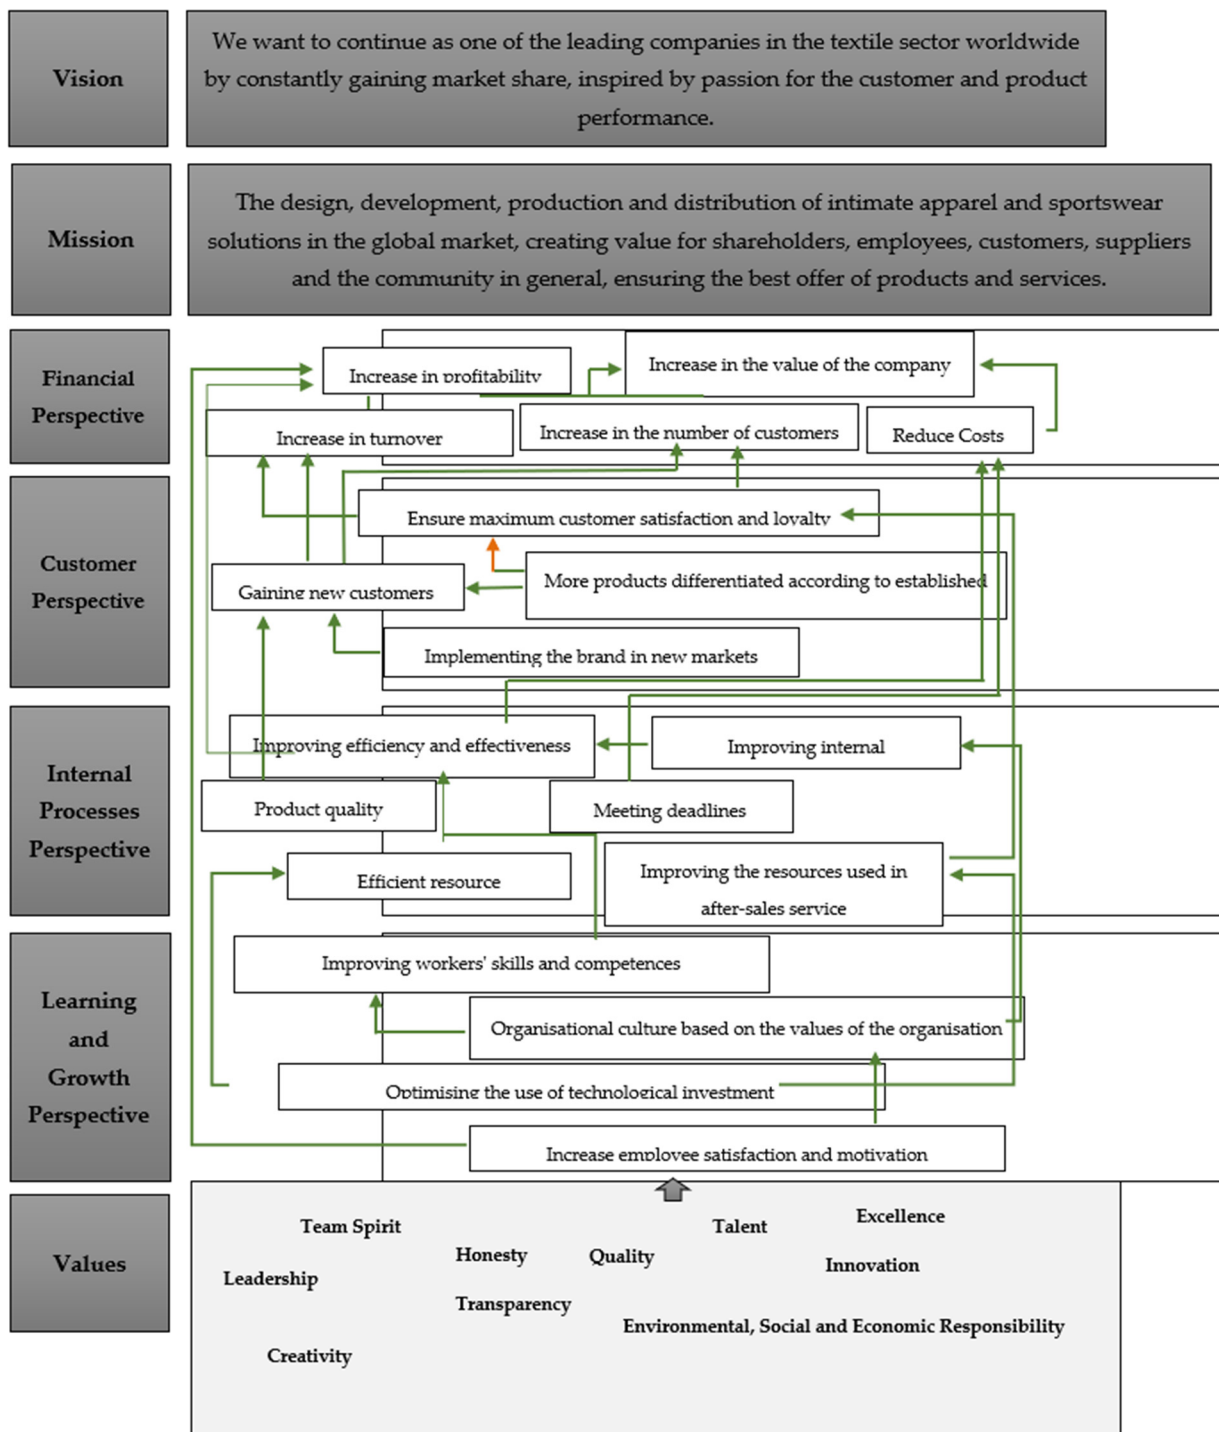 Vision
We want to continue as one of the leading companies in the textile sector worldwide
by constantly gaining market share, inspired by passion for the customer and product
performance.
Mission
The design, development, production and distribution of intimate apparel and sportswear
solutions in the global market, creating value for shareholders, employees, customers, suppliers
and the community in general, ensuring the best offer of products and services.
Financial
Perspective
Increase in profitability
Increase in the value of the company
Increase in turnover
Increase in the number of customers
Reduce Costs
Customer
Perspective
Ensure maximum customer satisfaction and loyalty
More products differentiated according to established
Gaining new customers
Implementing the brand in new markets
Internal
Processes
Perspective
Improving efficiency and effectiveness
Improving internal
Product quality
Meeting deadlines
Efficient resource
Improving the resources used in
after-sales service
Learning
and
Growth
Perspective
Improving workers' skills and competences
Organisational culture based on the values of the organisation
Optimising the use of technological investment
Increase employee satisfaction and motivation
Values
Team Spirit
Talent
Excellence
Honesty
Quality
Innovation
Leadership
Transparency
Environmental, Social and Economic Responsibility
Creativity